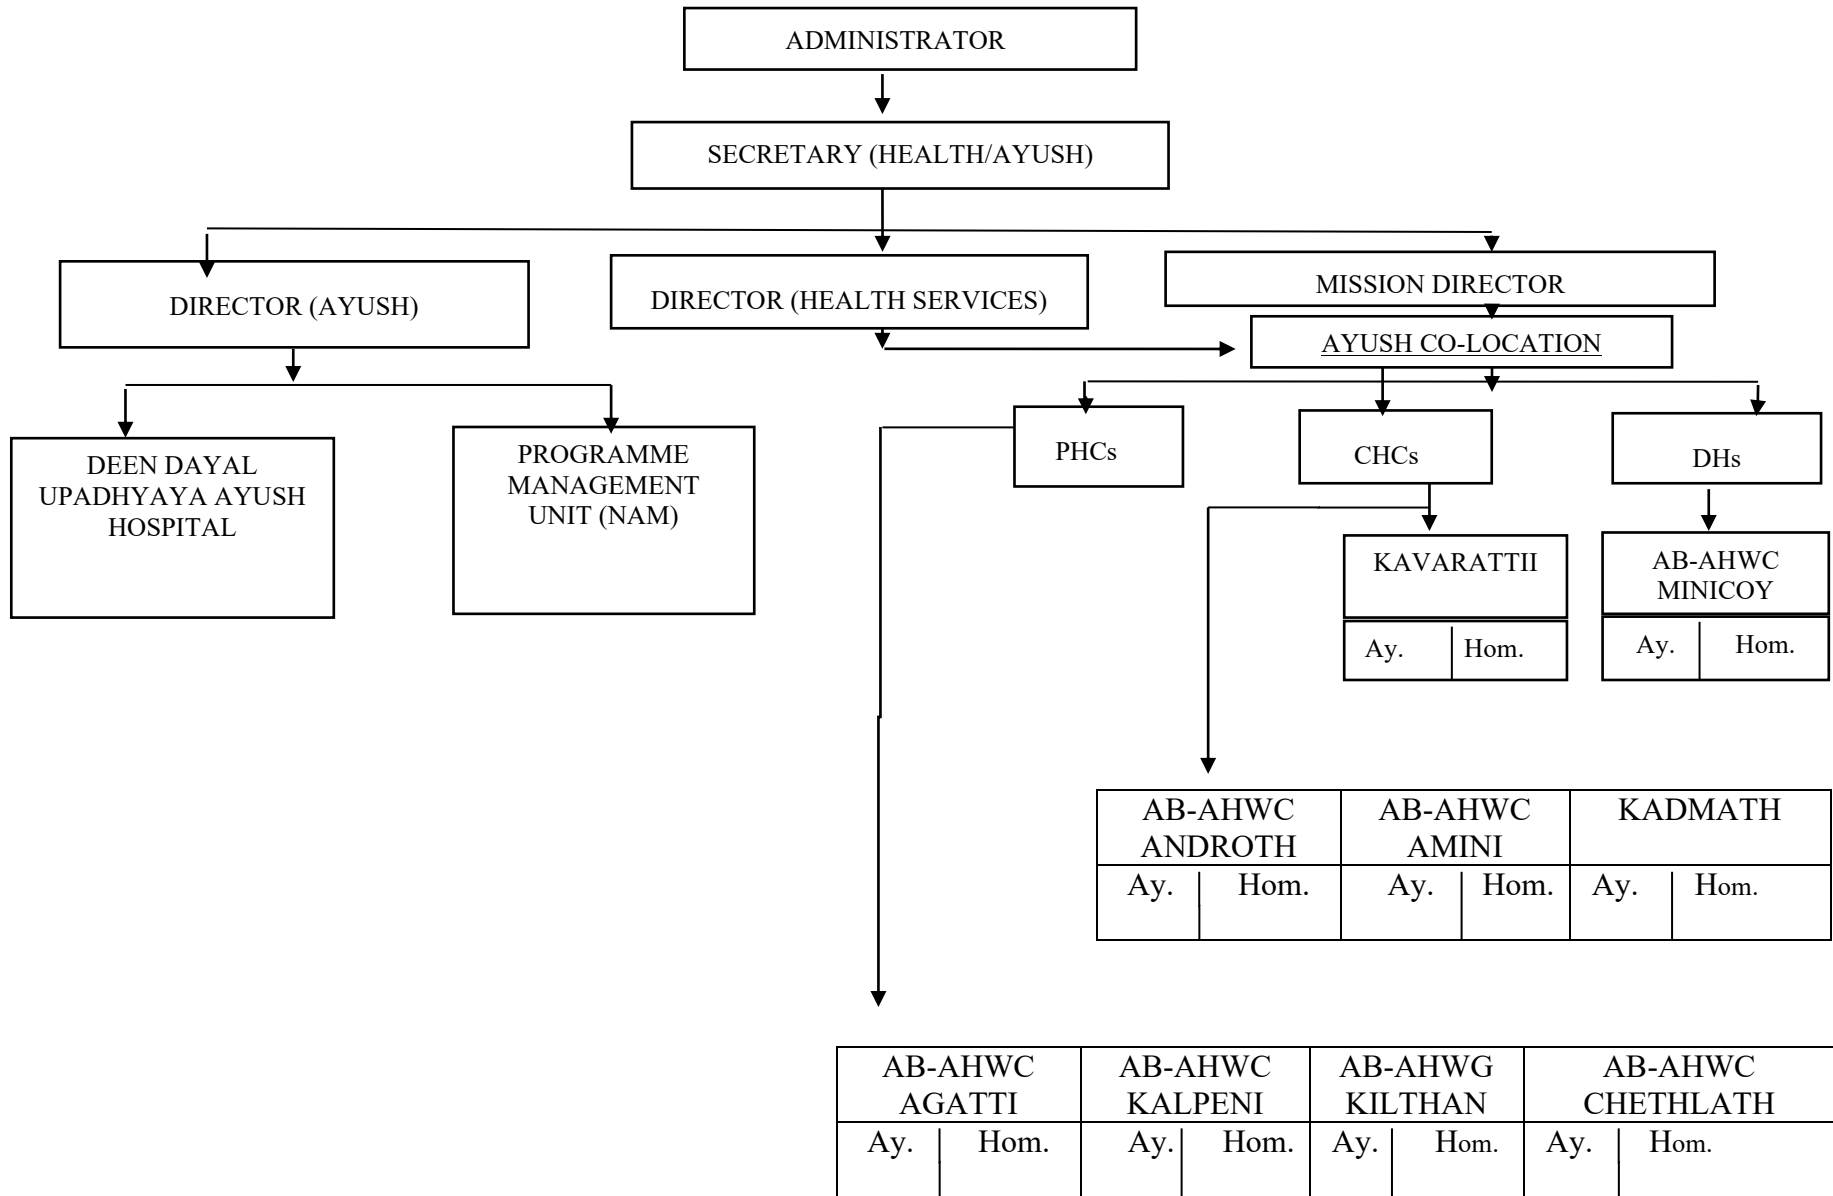 ADMINISTRATOR
SECRETARY (HEALTH/AYUSH)
DIRECTOR (AYUSH)
DIRECTOR (HEALTH SERVICES)
MISSION DIRECTOR
AYUSH CO-LOCATION
DEEN DAYAL
UPADHYAYA AYUSH
HOSPITAL
PROGRAMME
MANAGEMENT
UNIT (NAM)
PHCs
CHCs
DHs
KAVARATTII
Ay. Hom.
AB-AHWC
MINICOY
Ay. Hom.
AB-AHWC
ANDROTH
AB-AHWC
AMINI
KADMATH
Ay. Hom.
Ay. Hom.
Ay. Hom.
AB-AHWC
AGATTI
AB-AHWC
KALPENI
AB-AHWG
KILTHAN
AB-AHWC
CHETHLATH
Ay. Hom.
Ay. Hom.
Ay. Hom.
Ay. Hom.